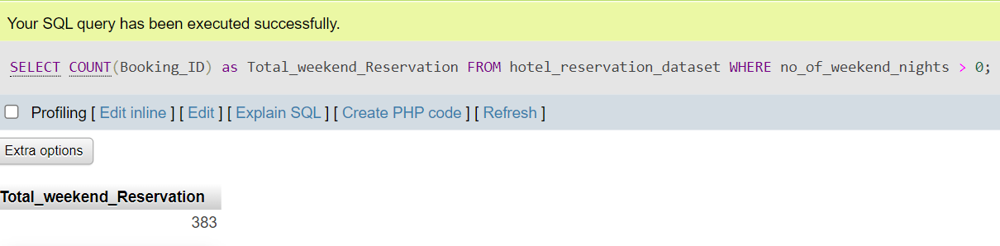 Your SQL query has been executed successfully.
SELECT COUNT(Booking_ID) as Total_weekend_Reservation FROM hotel_reservation_dataset WHERE no_of_weekend_nights > 0;
Profiling [ Edit inline ] [ Edit ] [ Explain SQL ] [ Create PHP code ] [ Refresh ]
Extra options
Total_weekend_Reservation
383